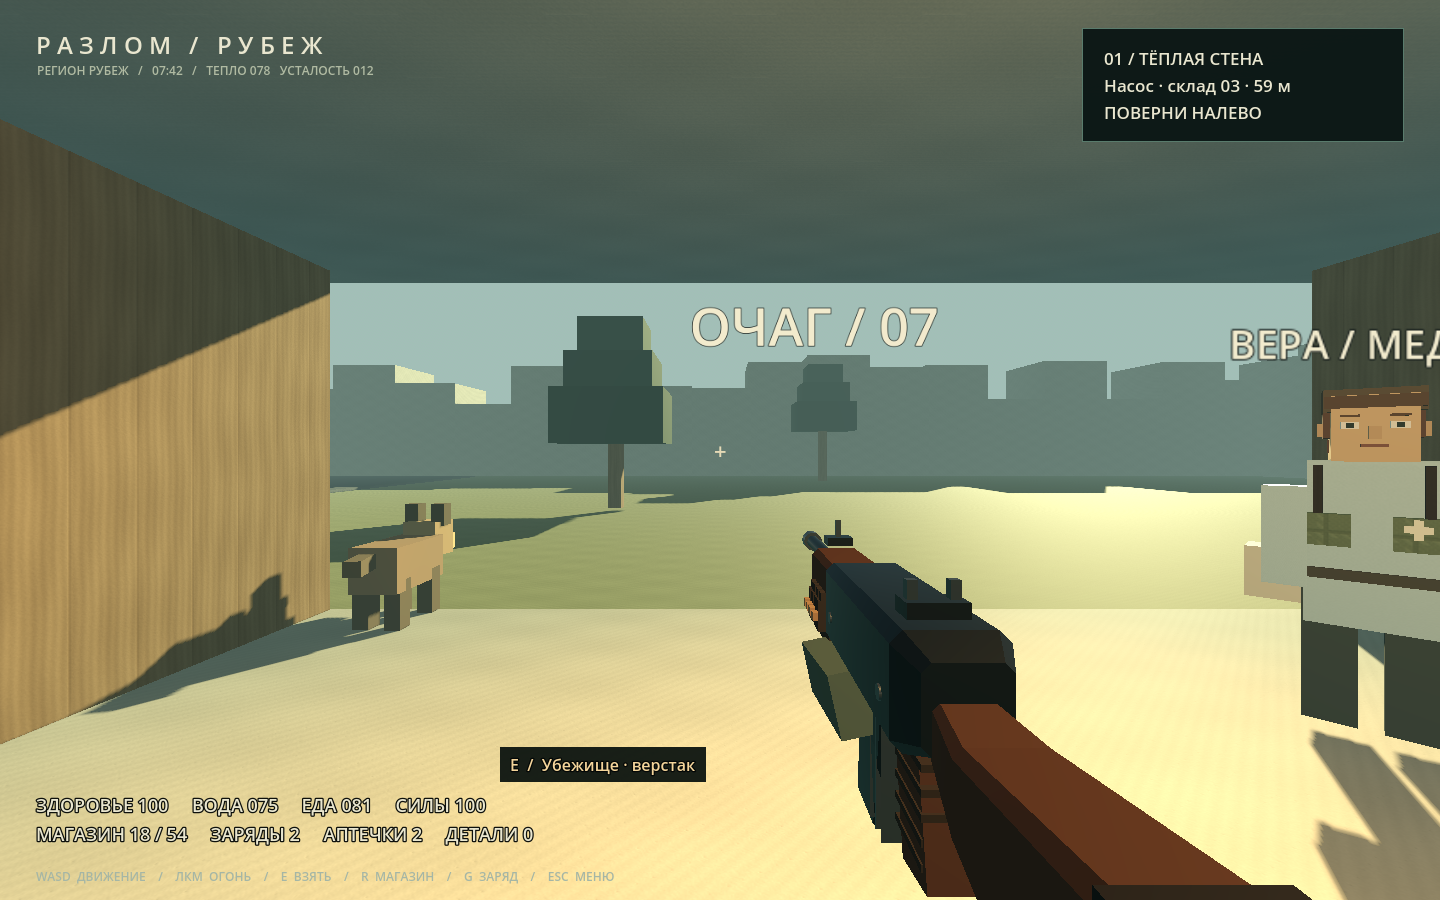 РАЗЛОМ / РУБЕЖ
РЕГИОН РУБЕЖ / 07:42 / ТЕПЛО 078 УСТАЛОСТЬ 012
01 / ТЁПЛАЯ СТЕНА
Насос · склад 03 · 59 м
ПОВЕРНИ НАЛЕВО
ОЧАГ / 07
ВЕРА / МЕД
E / Убежище · верстак
ЗДОРОВЬЕ 100 ВОДА 075 ЕДА 081 СИЛЫ 100
МАГАЗИН 18 / 54 ЗАРЯДЫ 2 АПТЕЧКИ 2 ДЕТАЛИ 0
WASD ДВИЖЕНИЕ / ЛКМ ОГОНЬ / E ВЗЯТЬ / R МАГАЗИН / G ЗАРЯД / ESC МЕНЮ